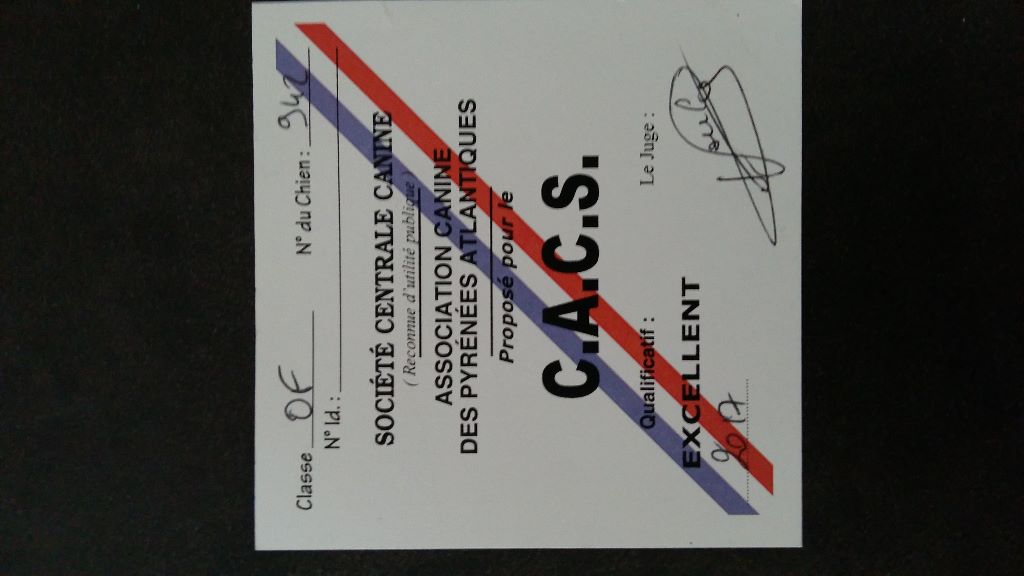 Classe OF N° du Chien : 942
N° Id. :
SOCIÉTÉ CENTRALE CANINE
( Reconnue d'utilité publique )
ASSOCIATION CANINE
DES PYRÉNÉES ATLANTIQUES
Proposé pour le
C.A.C.S.
Qualificatif : Le Juge :
EXCELLENT
2017